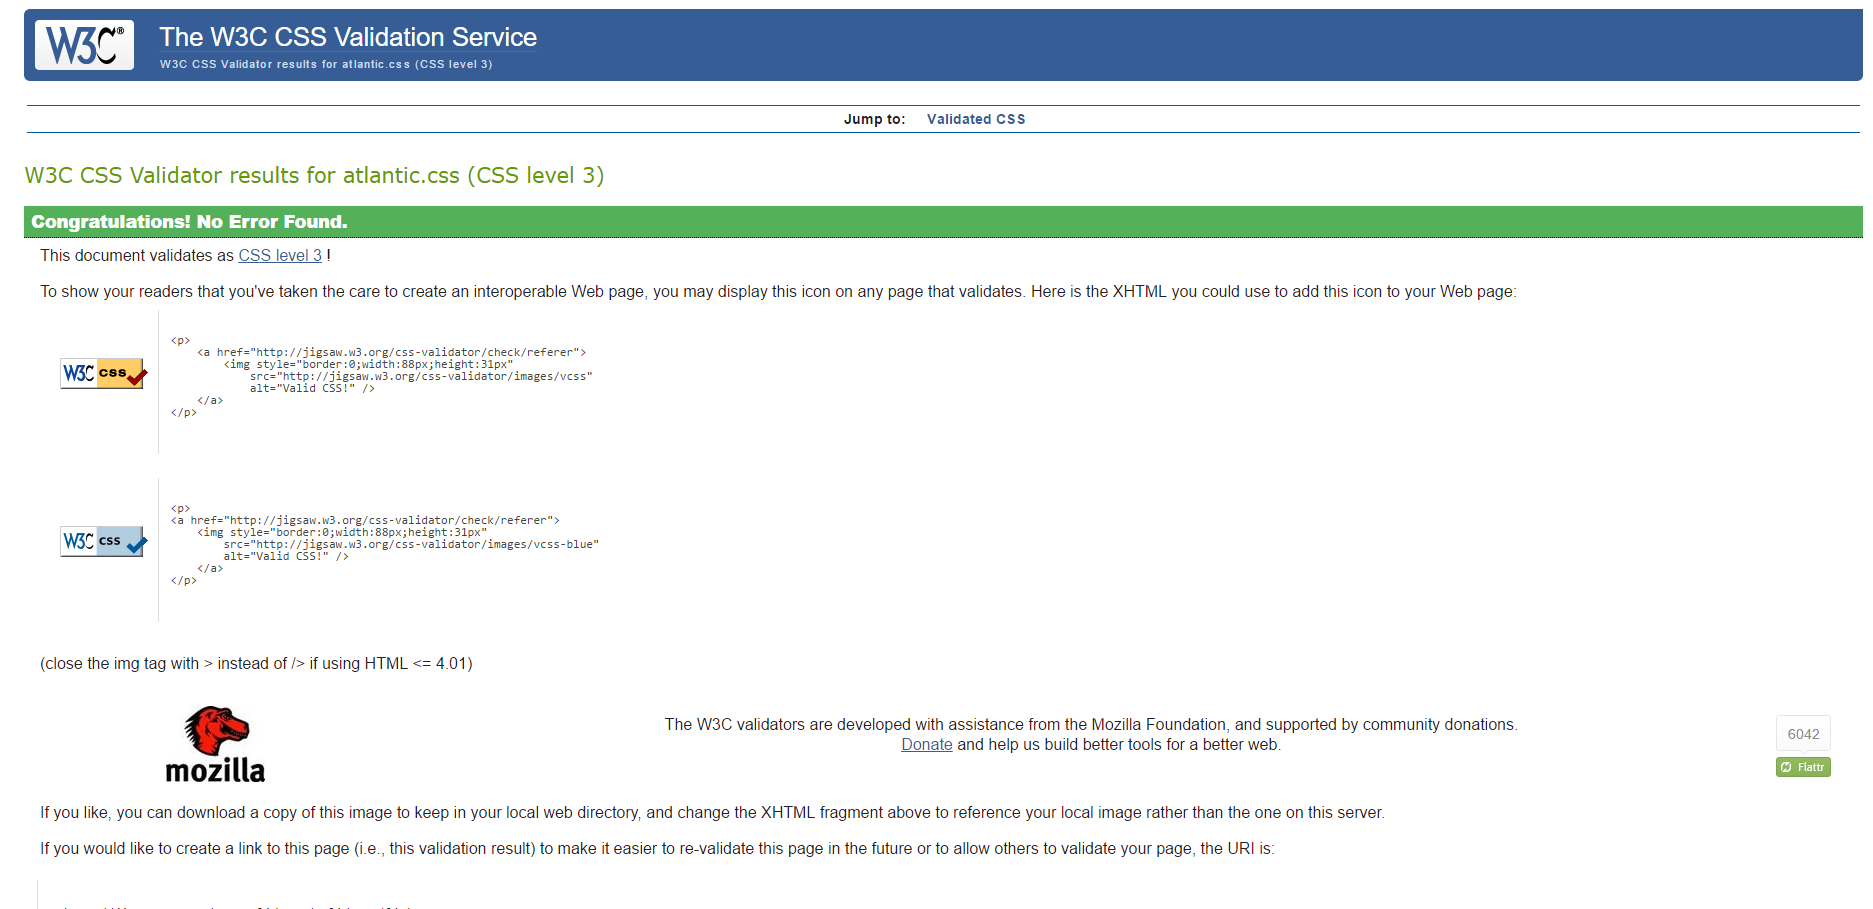 W3C®
The W3C CSS Validation Service
W3C CSS Validator results for atlantic.css (CSS level 3)
Jump to: Validated CSS
W3C CSS Validator results for atlantic.css (CSS level 3)
Congratulations! No Error Found.
This document validates as CSS level 3 !
To show your readers that you've taken the care to create an interoperable Web page, you may display this icon on any page that validates. Here is the XHTML you could use to add this icon to your Web page:
W3C css
<p>
<a href="http://jigsaw.w3.org/css-validator/check/referer">
<img style="border:0;width:88px;height:31px"
src="http://jigsaw.w3.org/css-validator/images/vcss"
alt="Valid CSS!" />
</a>
</p>
W3C css
<p>
<a href="http://jigsaw.w3.org/css-validator/check/referer">
<img style="border:0;width:88px;height:31px"
src="http://jigsaw.w3.org/css-validator/images/vcss-blue"
alt="Valid CSS!" />
</a>
</p>
(close the img tag with > instead of /> if using HTML <= 4.01)
mozilla
The W3C validators are developed with assistance from the Mozilla Foundation, and supported by community donations.
Donate and help us build better tools for a better web.
6042
Flattr
If you like, you can download a copy of this image to keep in your local web directory, and change the XHTML fragment above to reference your local image rather than the one on this server.
If you would like to create a link to this page (i.e., this validation result) to make it easier to re-validate this page in the future or to allow others to validate your page, the URI is: